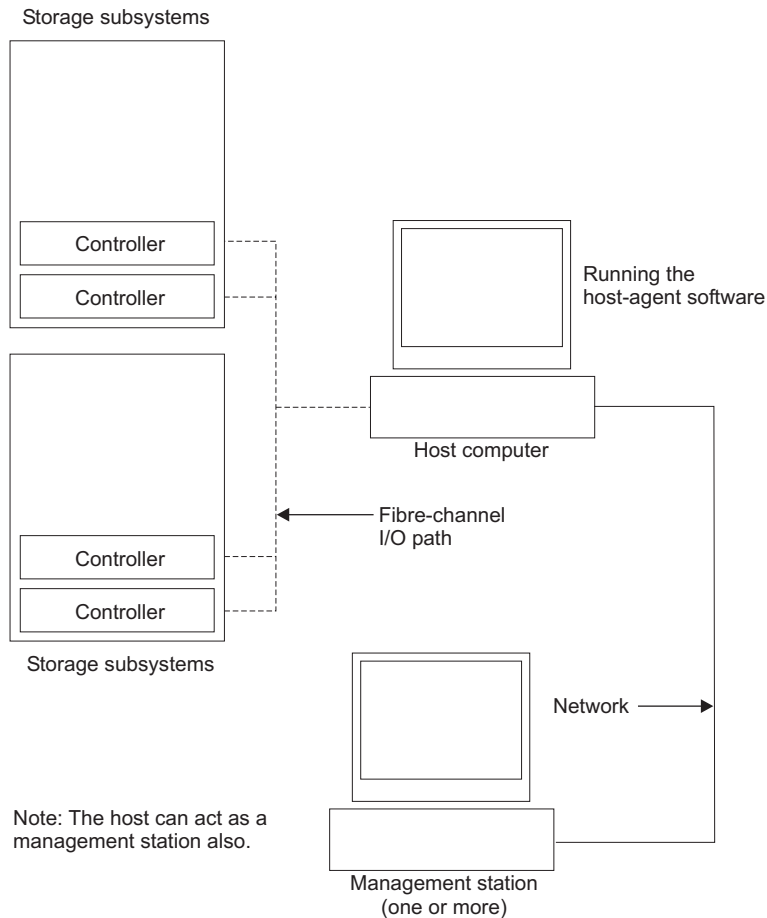 Storage subsystems
Controller
Controller
Running the
host-agent software
Host computer
Fibre-channel
I/O path
Controller
Controller
Storage subsystems
Network
Note: The host can act as a
management station also.
Management station
(one or more)